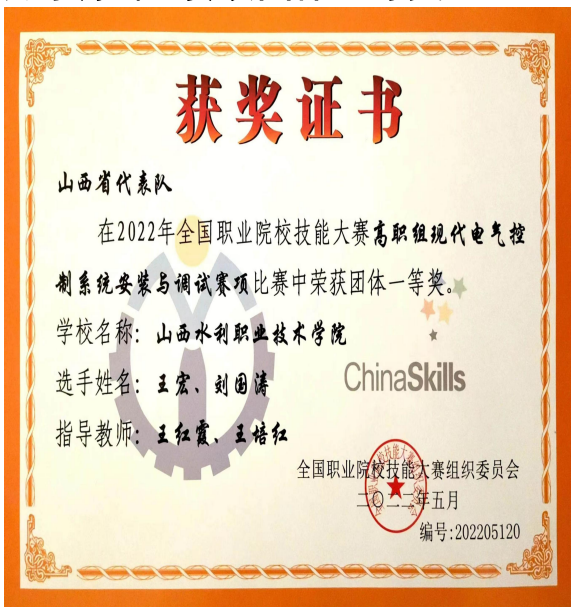 获奖证书
山西省代表队
在2022年全国职业院校技能大赛高职组现代电气控
制系统安装与调试赛项比赛中荣获团体一等奖。
学校名称：山西水利职业技术学院
选手姓名：王宏、刘国涛
指导教师：王红霞、王培红
ChinaSkills
全国职业院校技能大赛组织委员会
二〇二二年五月
编号:202205120